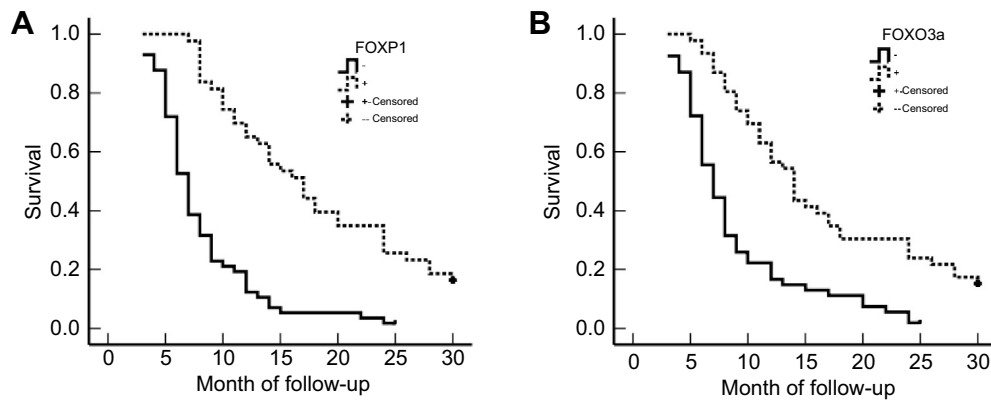 A
FOXP1
-
+
+-Censored
-- Censored
Survival
1.0
0.8
0.6
0.4
0.2
0.0
0 5 10 15 20 25 30
Month of follow-up
B
FOXO3a
-
+
+-Censored
--Censored
Survival
1.0
0.8
0.6
0.4
0.2
0.0
0 5 10 15 20 25 30
Month of follow-up